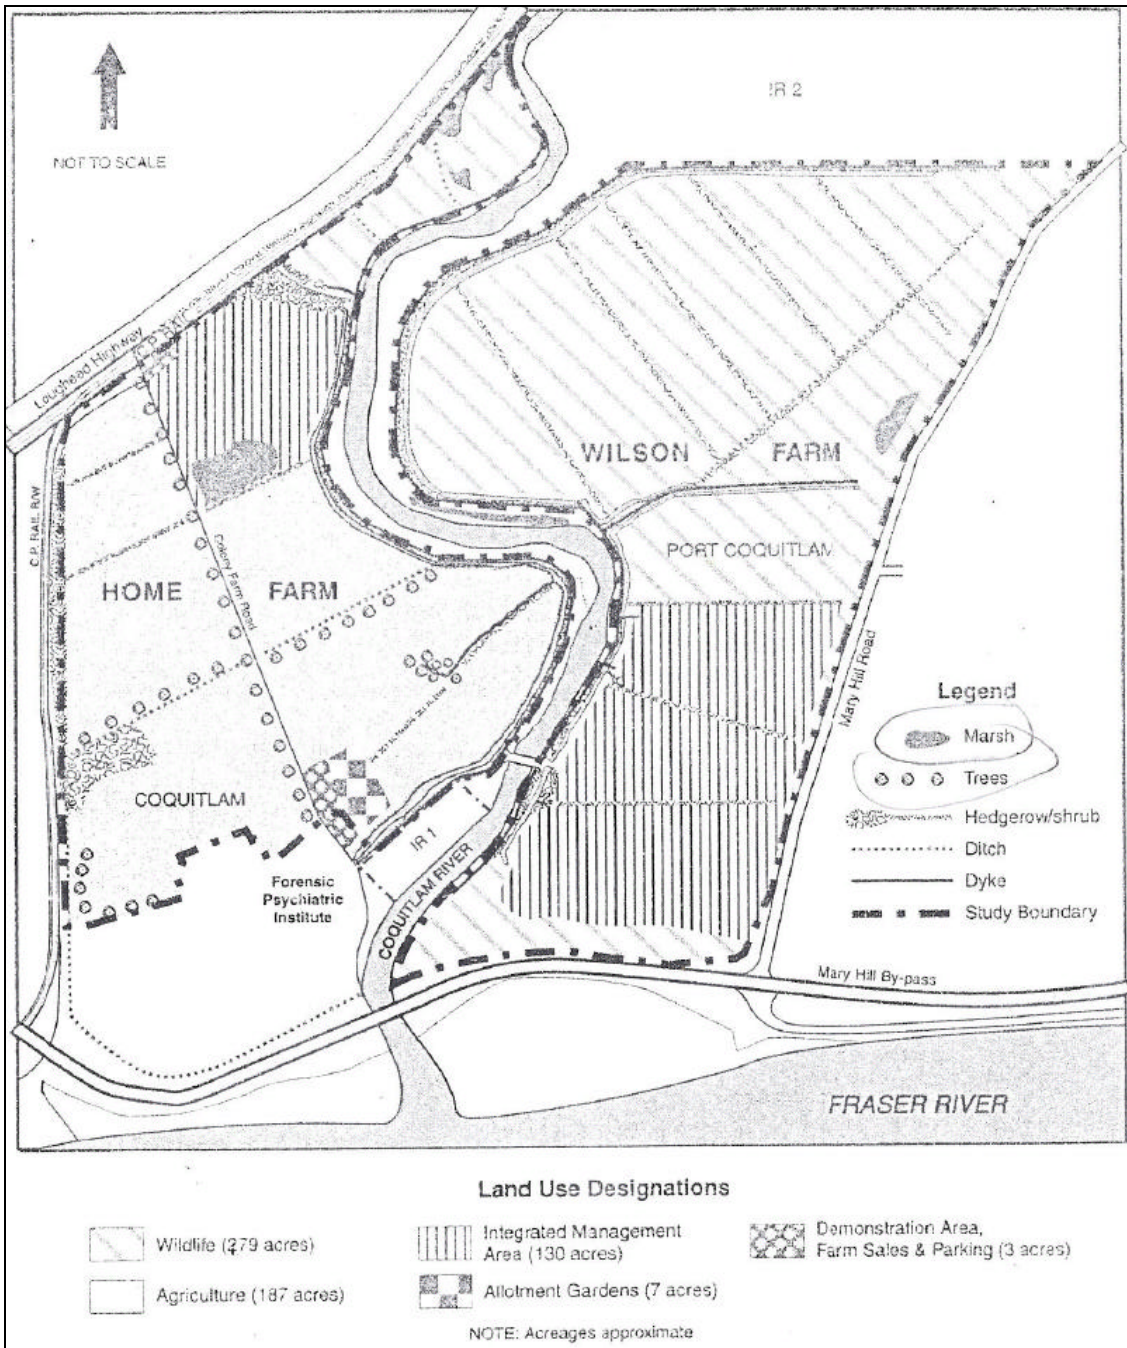 NOT TO SCALE
IR 2
Lougheed Highway
C.P. RAIL R/W
WILSON FARM
PORT COQUITLAM
HOME FARM
Colony Farm Road
Mary Hill Road
COQUITLAM
IR 1
Forensic
Psychiatric
Institute
COQUITLAM RIVER
Legend
Marsh
Trees
Hedgerow/shrub
Ditch
Dyke
Study Boundary
Mary Hill By-pass
FRASER RIVER
Land Use Designations
Wildlife (279 acres)
Agriculture (187 acres)
Integrated Management
Area (130 acres)
Allotment Gardens (7 acres)
Demonstration Area,
Farm Sales & Parking (3 acres)
NOTE: Acreages approximate